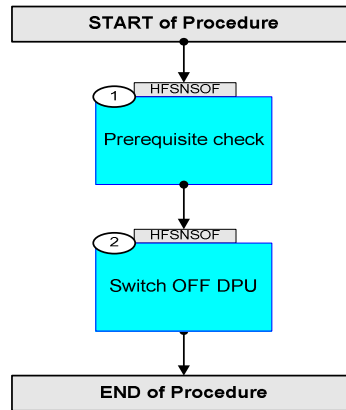 START of Procedure
HFSNSOF
1
Prerequisite check
HFSNSOF
2
Switch OFF DPU
END of Procedure